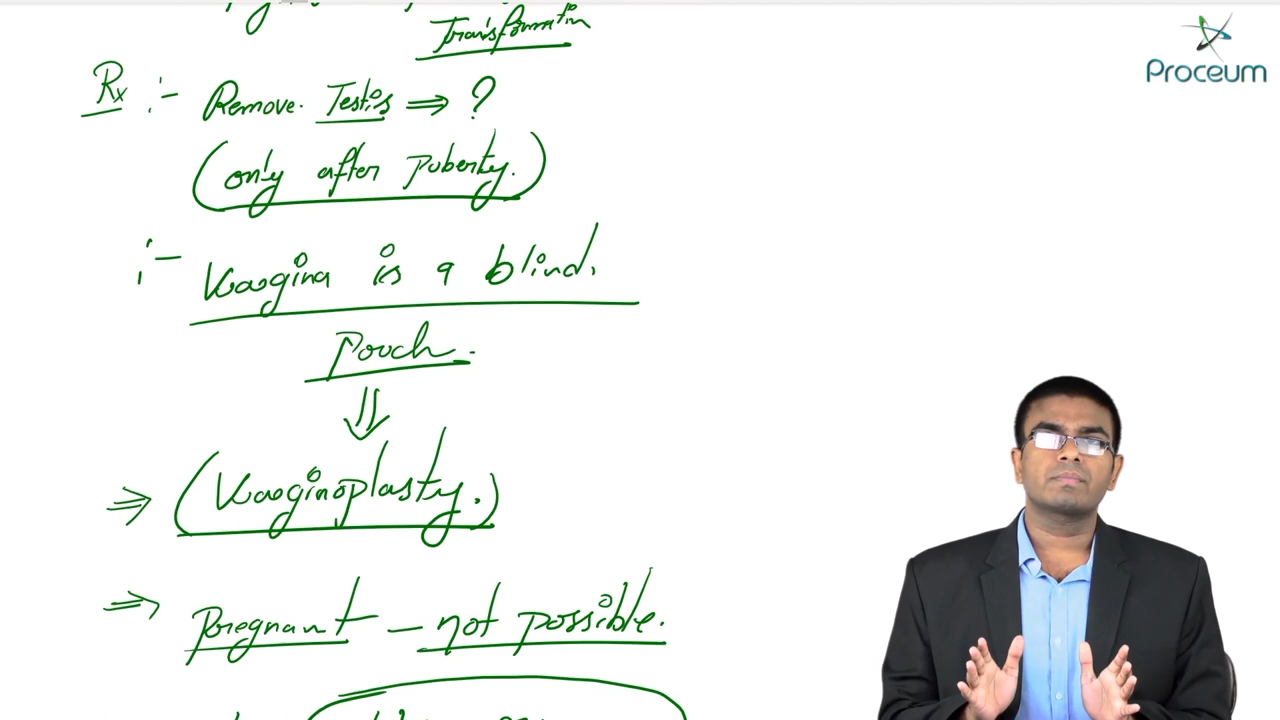 Transformation
Proceum
Rx :- Remove. Testis ⇒ ?
(only after puberty.)
:- Vagina is a blind.
pouch.
⇓
⇒ (Vaginoplasty.)
⇒ Pregnant - not possible.